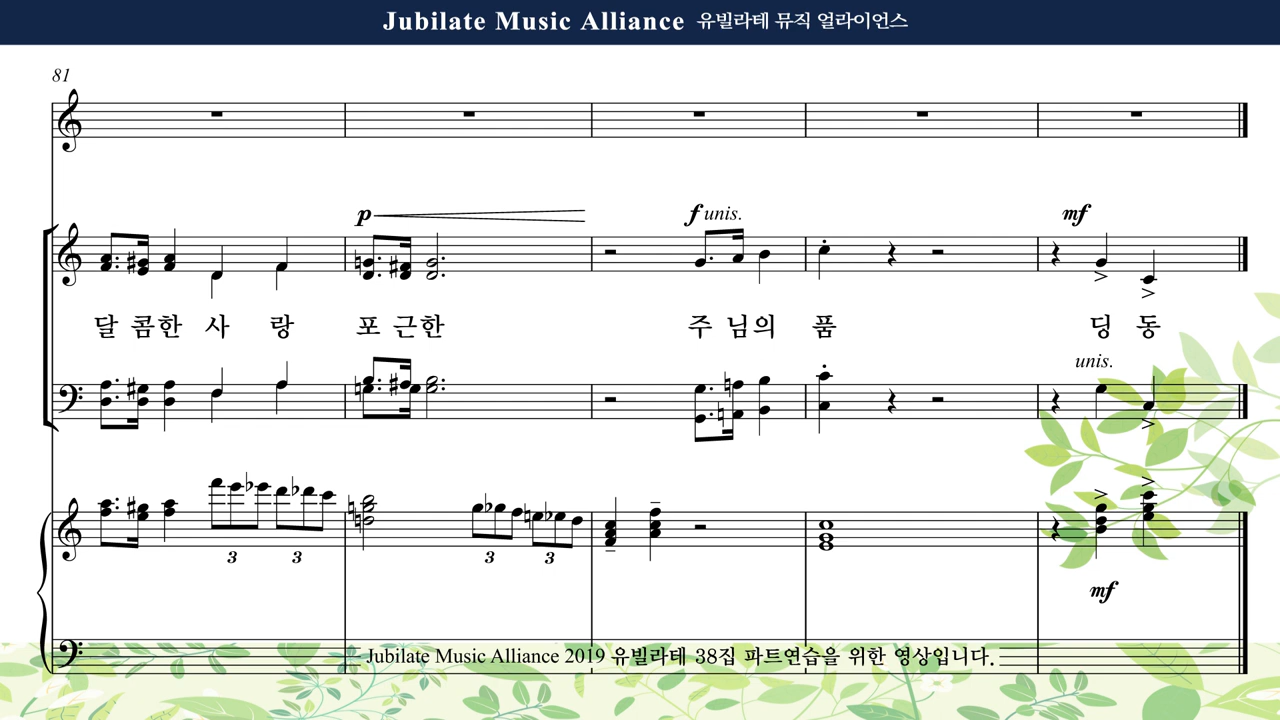 Jubilate Music Alliance 유빌라테 뮤직 얼라이언스
81
p f unis. mf
달 콤한 사 랑 포 근한 주 님의 품 딩 동
unis.
3 3 3 3
mf
Jubilate Music Alliance 2019 유빌라테 38집 파트연습을 위한 영상입니다.